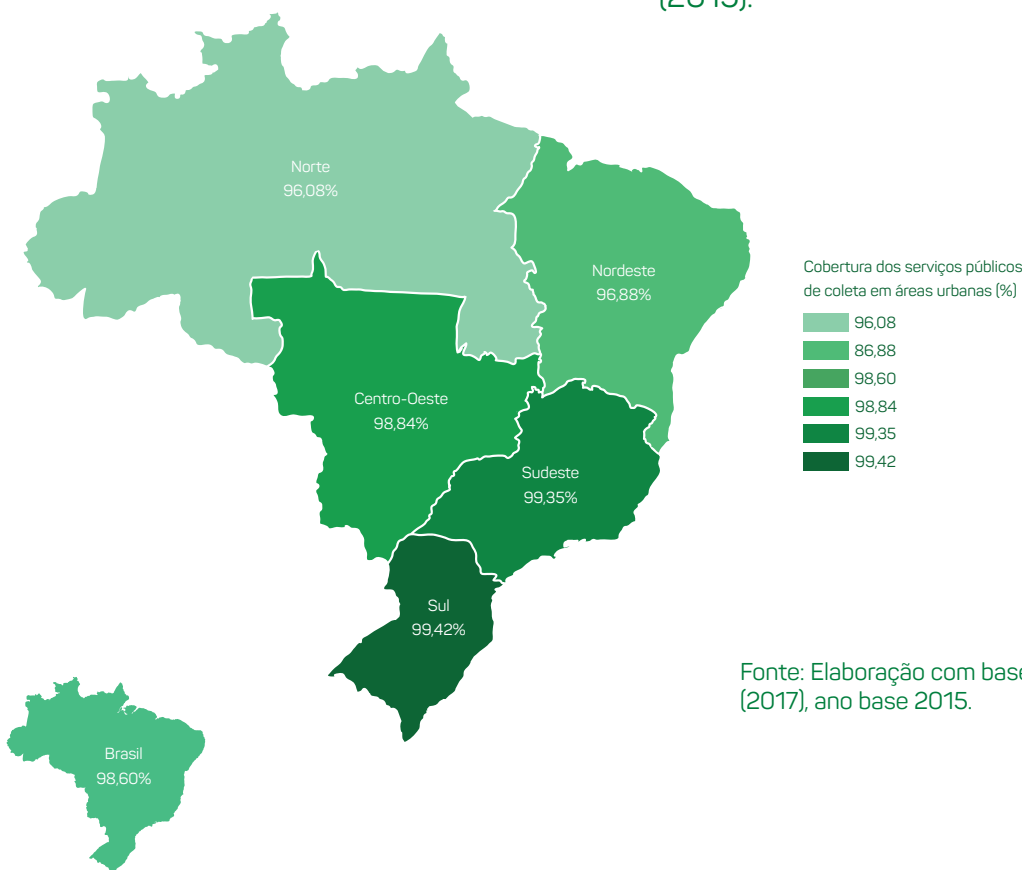 (2015).
Norte
96,08%
Nordeste
96,88%
Cobertura dos serviços públicos
de coleta em áreas urbanas (%)
96,08
86,88
98,60
98,84
99,35
99,42
Centro-Oeste
98,84%
Sudeste
99,35%
Sul
99,42%
Fonte: Elaboração com base
(2017), ano base 2015.
Brasil
98,60%